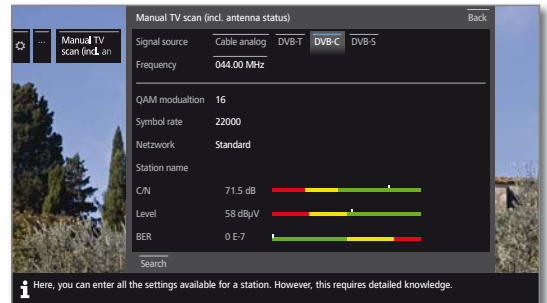 Manual TV scan (incl. antenna status) Back
...
Manual TV
scan (incl. an
Signal source Cable analog DVB-T DVB-C DVB-S
Frequency 044.00 MHz
QAM modualtion 16
Symbol rate 22000
Netzwork Standard
Station name
C/N 71.5 dB
Level 58 dBµV
BER 0 E-7
Search
i Here, you can enter all the settings available for a station. However, this requires detailed knowledge.